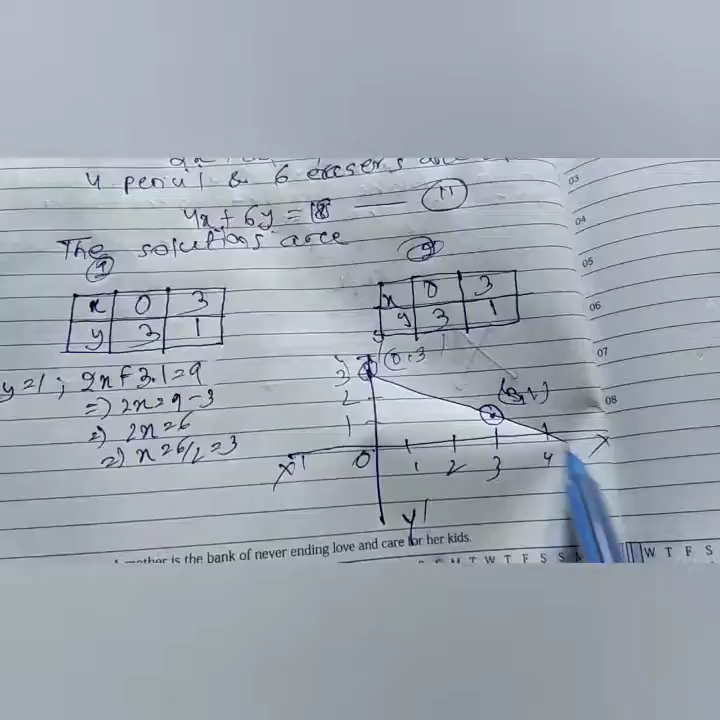 4 pencil & 6 erasers are
4x + 6y = 18 —— (11)
The solutions are
(9)
x 0 3
y 3 1
x 0 3
y 3 1
y=1 ; 2x+3.1=9
=> 2x=9-3
=> 2x=6
=> x=6/2=3
(0,3
3
2
1
(3,1)
x'
0
1
2
3
4
x
y'
A mother is the bank of never ending love and care for her kids.
03
04
05
06
07
08
W T F S